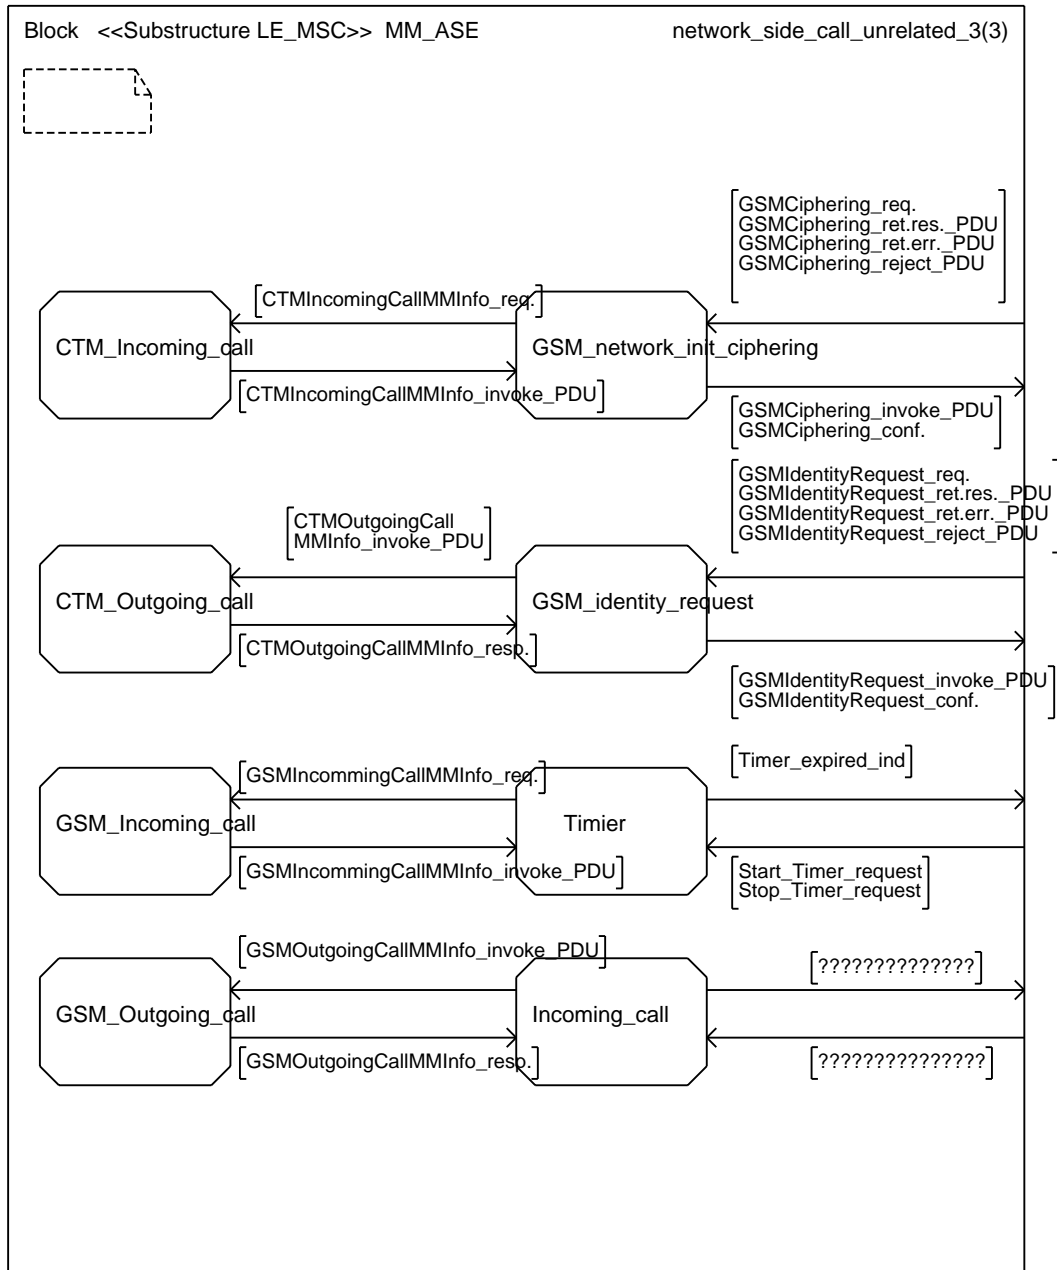 Block <<Substructure LE_MSC>> MM_ASE network_side_call_unrelated_3(3)
GSMCiphering_req.
GSMCiphering_ret.res._PDU
GSMCiphering_ret.err._PDU
GSMCiphering_reject_PDU
CTMIncomingCallMMInfo_req.
CTM_Incoming_call
GSM_network_init_ciphering
CTMIncomingCallMMInfo_invoke_PDU
GSMCiphering_invoke_PDU
GSMCiphering_conf.
GSMIdentityRequest_req.
GSMIdentityRequest_ret.res._PDU
GSMIdentityRequest_ret.err._PDU
GSMIdentityRequest_reject_PDU
CTMOutgoingCall
MMInfo_invoke_PDU
CTM_Outgoing_call
GSM_identity_request
CTMOutgoingCallMMInfo_resp.
GSMIdentityRequest_invoke_PDU
GSMIdentityRequest_conf.
GSMIncommingCallMMInfo_req.
Timer_expired_ind
GSM_Incoming_call
Timier
GSMIncommingCallMMInfo_invoke_PDU
Start_Timer_request
Stop_Timer_request
GSMOutgoingCallMMInfo_invoke_PDU
??????????????
GSM_Outgoing_call
Incoming_call
GSMOutgoingCallMMInfo_resp.
???????????????